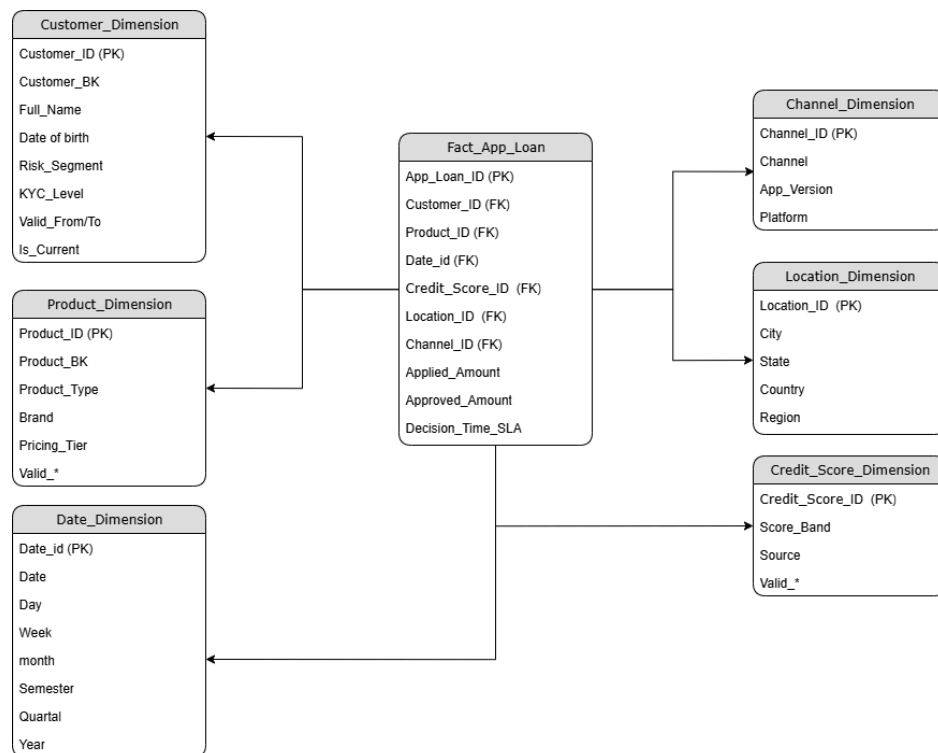 Customer_Dimension
Customer_ID (PK)
Customer_BK
Full_Name
Date of birth
Risk_Segment
KYC_Level
Valid_From/To
Is_Current
Product_Dimension
Product_ID (PK)
Product_BK
Product_Type
Brand
Pricing_Tier
Valid_*
Date_Dimension
Date_id (PK)
Date
Day
Week
month
Semester
Quartal
Year
Fact_App_Loan
App_Loan_ID (PK)
Customer_ID (FK)
Product_ID (FK)
Date_id (FK)
Credit_Score_ID (FK)
Location_ID (FK)
Channel_ID (FK)
Applied_Amount
Approved_Amount
Decision_Time_SLA
Channel_Dimension
Channel_ID (PK)
Channel
App_Version
Platform
Location_Dimension
Location_ID (PK)
City
State
Country
Region
Credit_Score_Dimension
Credit_Score_ID (PK)
Score_Band
Source
Valid_*